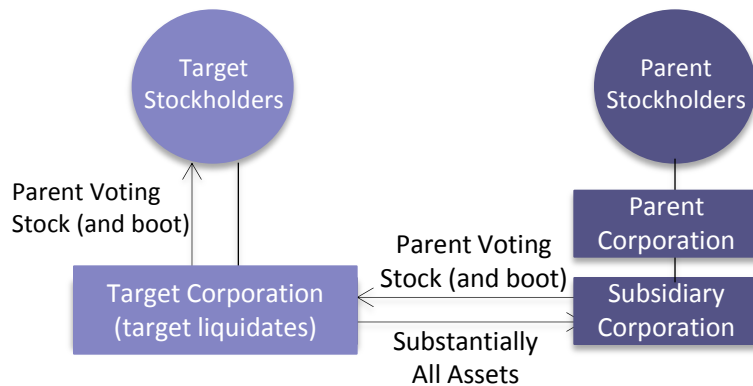 Target
Stockholders
Parent
Stockholders
Parent Voting
Stock (and boot)
Parent
Corporation
Parent Voting
Stock (and boot)
Target Corporation
(target liquidates)
Subsidiary
Corporation
Substantially
All Assets